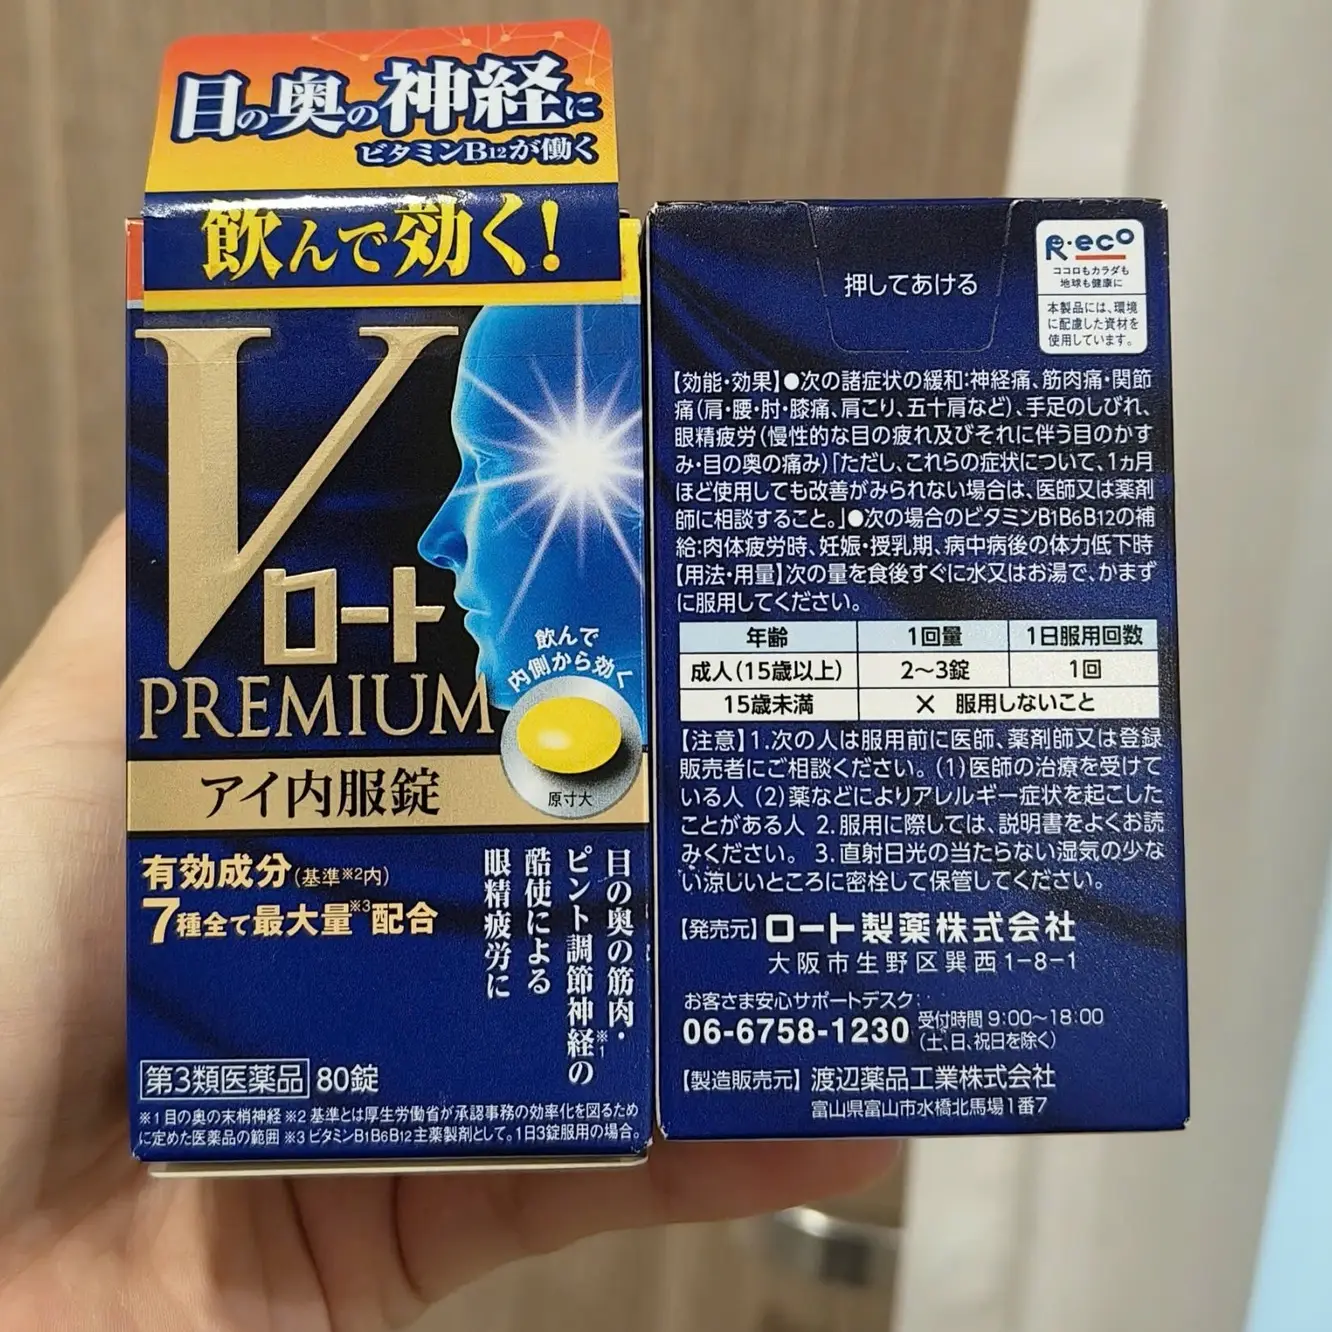 目の奥の神経に
ビタミンB12が働く
飲んで効く!
V
ロート
PREMIUM
飲んで
内側から効く
原寸大
アイ内服錠
有効成分(基準※2内)
7種全て最大量※3配合
目の奥の筋肉・
ピント調節神経※1の
酷使による
眼精疲労に
第3類医薬品 80錠
※1 目の奥の末梢神経 ※2 基準とは厚生労働省が承認事務の効率化を図るため
に定めた医薬品の範囲 ※3 ビタミンB1B6B12主薬製剤として。1日3錠服用の場合。
押してあける
R・eco
ココロもカラダも
地球も健康に
本製品には、環境
に配慮した資材を
使用しています。
【効能・効果】●次の諸症状の緩和:神経痛、筋肉痛・関節
痛(肩・腰・肘・膝痛、肩こり、五十肩など)、手足のしびれ、
眼精疲労(慢性的な目の疲れ及びそれに伴う目のかす
み・目の奥の痛み)「ただし、これらの症状について、1ヵ月
ほど使用しても改善がみられない場合は、医師又は薬剤
師に相談すること。」●次の場合のビタミンB1B6B12の補
給:肉体疲労時、妊娠・授乳期、病中病後の体力低下時
【用法・用量】次の量を食後すぐに水又はお湯で、かまず
に服用してください。
年齢 1回量 1日服用回数
成人(15歳以上) 2〜3錠 1回
15歳未満 × 服用しないこと
【注意】1.次の人は服用前に医師、薬剤師又は登録
販売者にご相談ください。(1)医師の治療を受けて
いる人 (2)薬などによりアレルギー症状を起こした
ことがある人 2.服用に際しては、説明書をよくお読
みください。 3.直射日光の当たらない湿気の少な
い涼しいところに密栓して保管してください。
【発売元】ロート製薬株式会社
大阪市生野区巽西1-8-1
お客さま安心サポートデスク:
06-6758-1230 受付時間 9:00〜18:00
(土、日、祝日を除く)
【製造販売元】渡辺薬品工業株式会社
富山県富山市水橋北馬場1番7